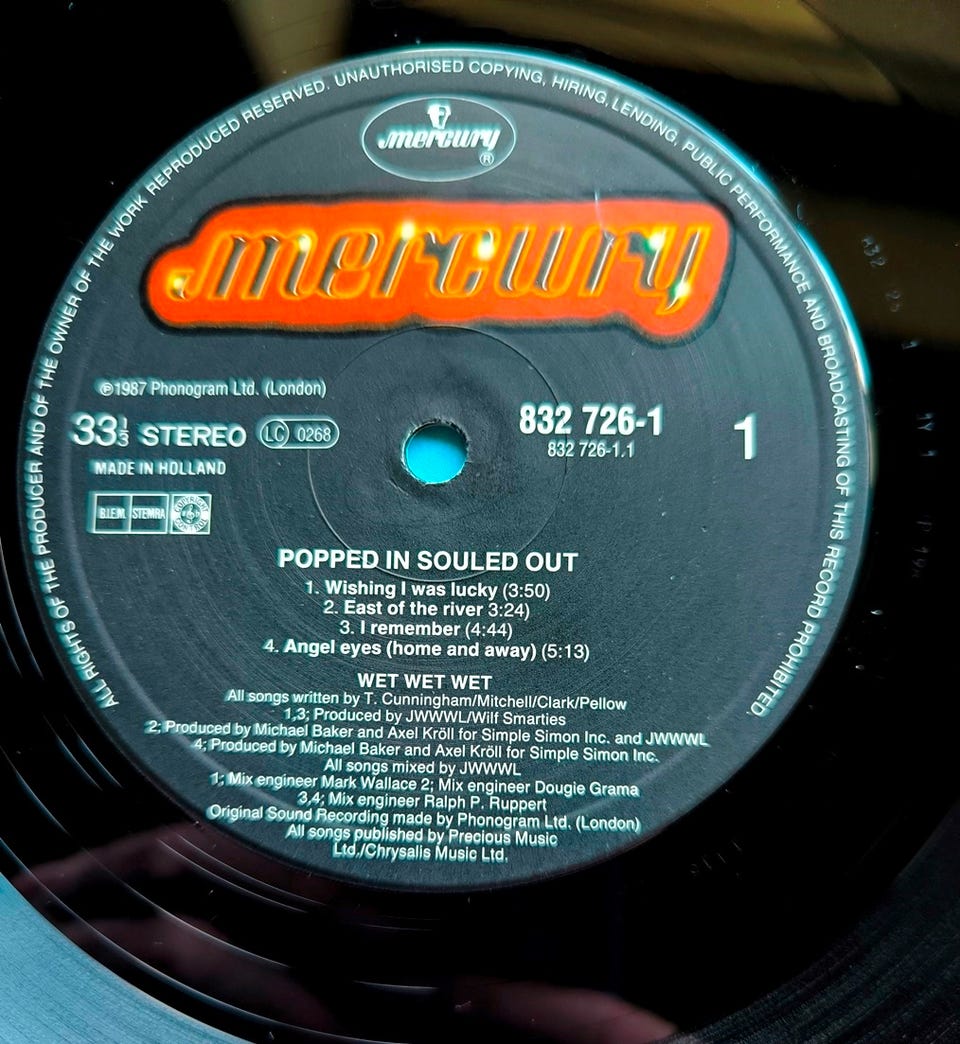 ALL RIGHTS OF THE PRODUCER AND OF THE OWNER OF THE WORK REPRODUCED RESERVED. UNAUTHORISED COPYING, HIRING, LENDING, PUBLIC PERFORMANCE AND BROADCASTING OF THIS RECORD PROHIBITED.
mercury ®
mercury
℗1987 Phonogram Ltd. (London)
33⅓ STEREO LC 0268
MADE IN HOLLAND
B.I.E.M. STEMRA COPYRIGHT CONTROL
832 726-1
832 726-1.1
1
POPPED IN SOULED OUT
1. Wishing I was lucky (3:50)
2. East of the river 3:24)
3. I remember (4:44)
4. Angel eyes (home and away) (5:13)
WET WET WET
All songs written by T. Cunningham/Mitchell/Clark/Pellow
1,3; Produced by JWWWL/Wilf Smarties
2; Produced by Michael Baker and Axel Kröll for Simple Simon Inc. and JWWWL
4; Produced by Michael Baker and Axel Kröll for Simple Simon Inc.
All songs mixed by JWWWL
1; Mix engineer Mark Wallace 2; Mix engineer Dougie Grama
3,4; Mix engineer Ralph P. Ruppert
Original Sound Recording made by Phonogram Ltd. (London)
All songs published by Precious Music
Ltd./Chrysalis Music Ltd.